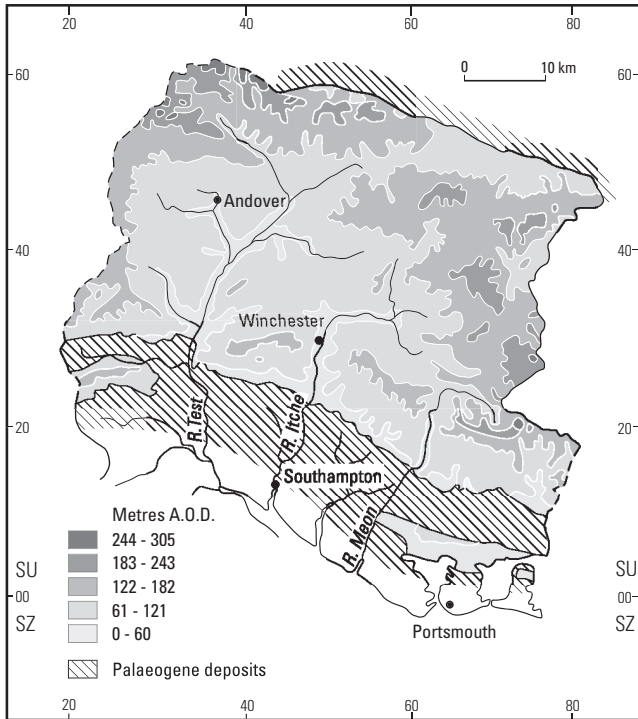 20 40 60 80
60 60
0 10 km
Andover
40 40
Winchester
20 20
R. Test
R. Itche
Southampton
R. Meon
Metres A.O.D.
244 - 305
183 - 243
122 - 182
61 - 121
0 - 60
SU SU
00 00
SZ SZ
Portsmouth
Palaeogene deposits
20 40 60 80